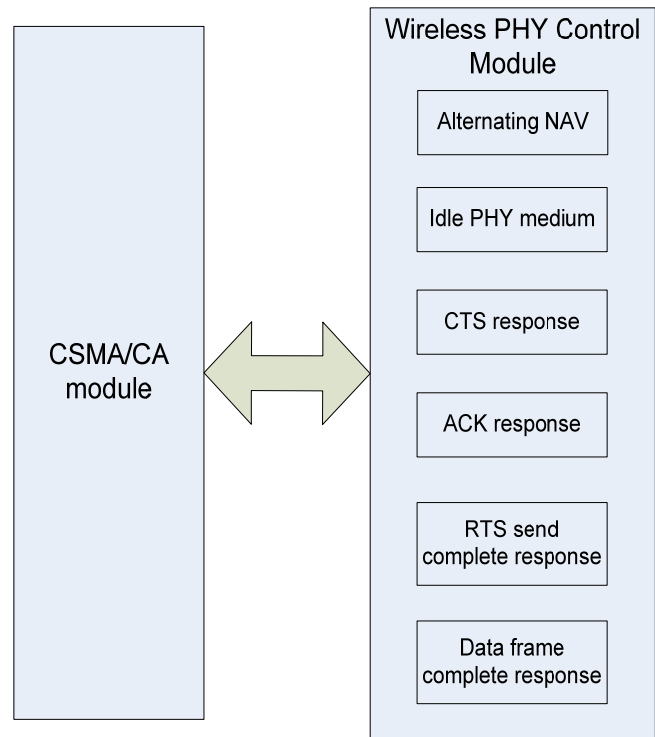 CSMA/CA
module
Wireless PHY Control
Module
Alternating NAV
Idle PHY medium
CTS response
ACK response
RTS send
complete response
Data frame
complete response